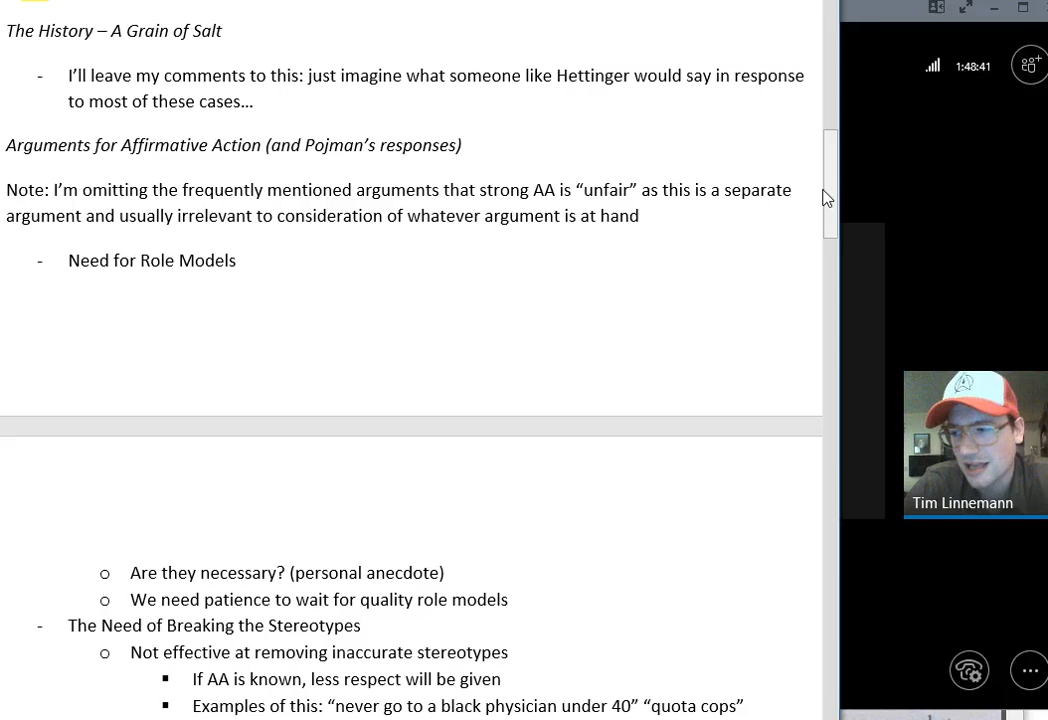 The History – A Grain of Salt
- I’ll leave my comments to this: just imagine what someone like Hettinger would say in response
to most of these cases…
Arguments for Affirmative Action (and Pojman’s responses)
Note: I’m omitting the frequently mentioned arguments that strong AA is “unfair” as this is a separate
argument and usually irrelevant to consideration of whatever argument is at hand
- Need for Role Models
o Are they necessary? (personal anecdote)
o We need patience to wait for quality role models
- The Need of Breaking the Stereotypes
o Not effective at removing inaccurate stereotypes
▪ If AA is known, less respect will be given
▪ Examples of this: “never go to a black physician under 40” “quota cops”
1:48:41
Tim Linnemann